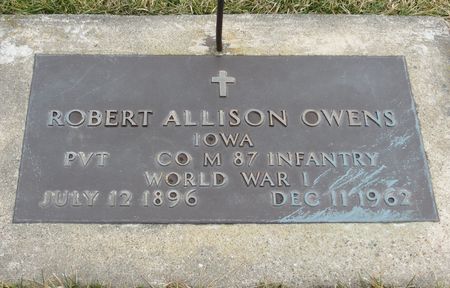 ROBERT ALLISON OWENS
IOWA
PVT CO M 87 INFANTRY
WORLD WAR I
JULY 12 1896 DEC 11 1962